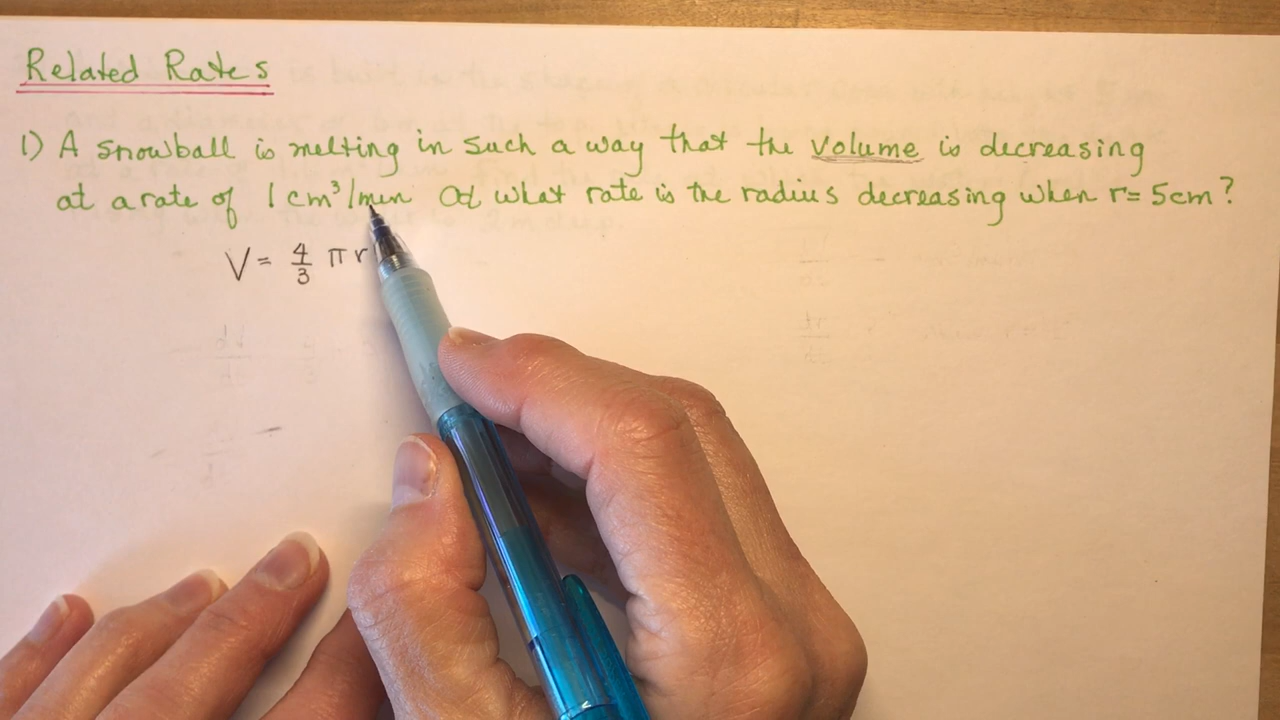 Related Rates
1) A snowball is melting in such a way that the volume is decreasing
at a rate of 1 cm³/min At what rate is the radius decreasing when r = 5cm?
V = 4/3 π r